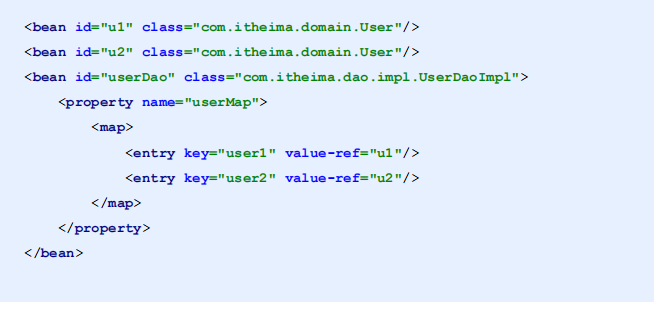 <bean id="u1" class="com.itheima.domain.User"/>
<bean id="u2" class="com.itheima.domain.User"/>
<bean id="userDao" class="com.itheima.dao.impl.UserDaoImpl">
    <property name="userMap">
        <map>
            <entry key="user1" value-ref="u1"/>
            <entry key="user2" value-ref="u2"/>
        </map>
    </property>
</bean>